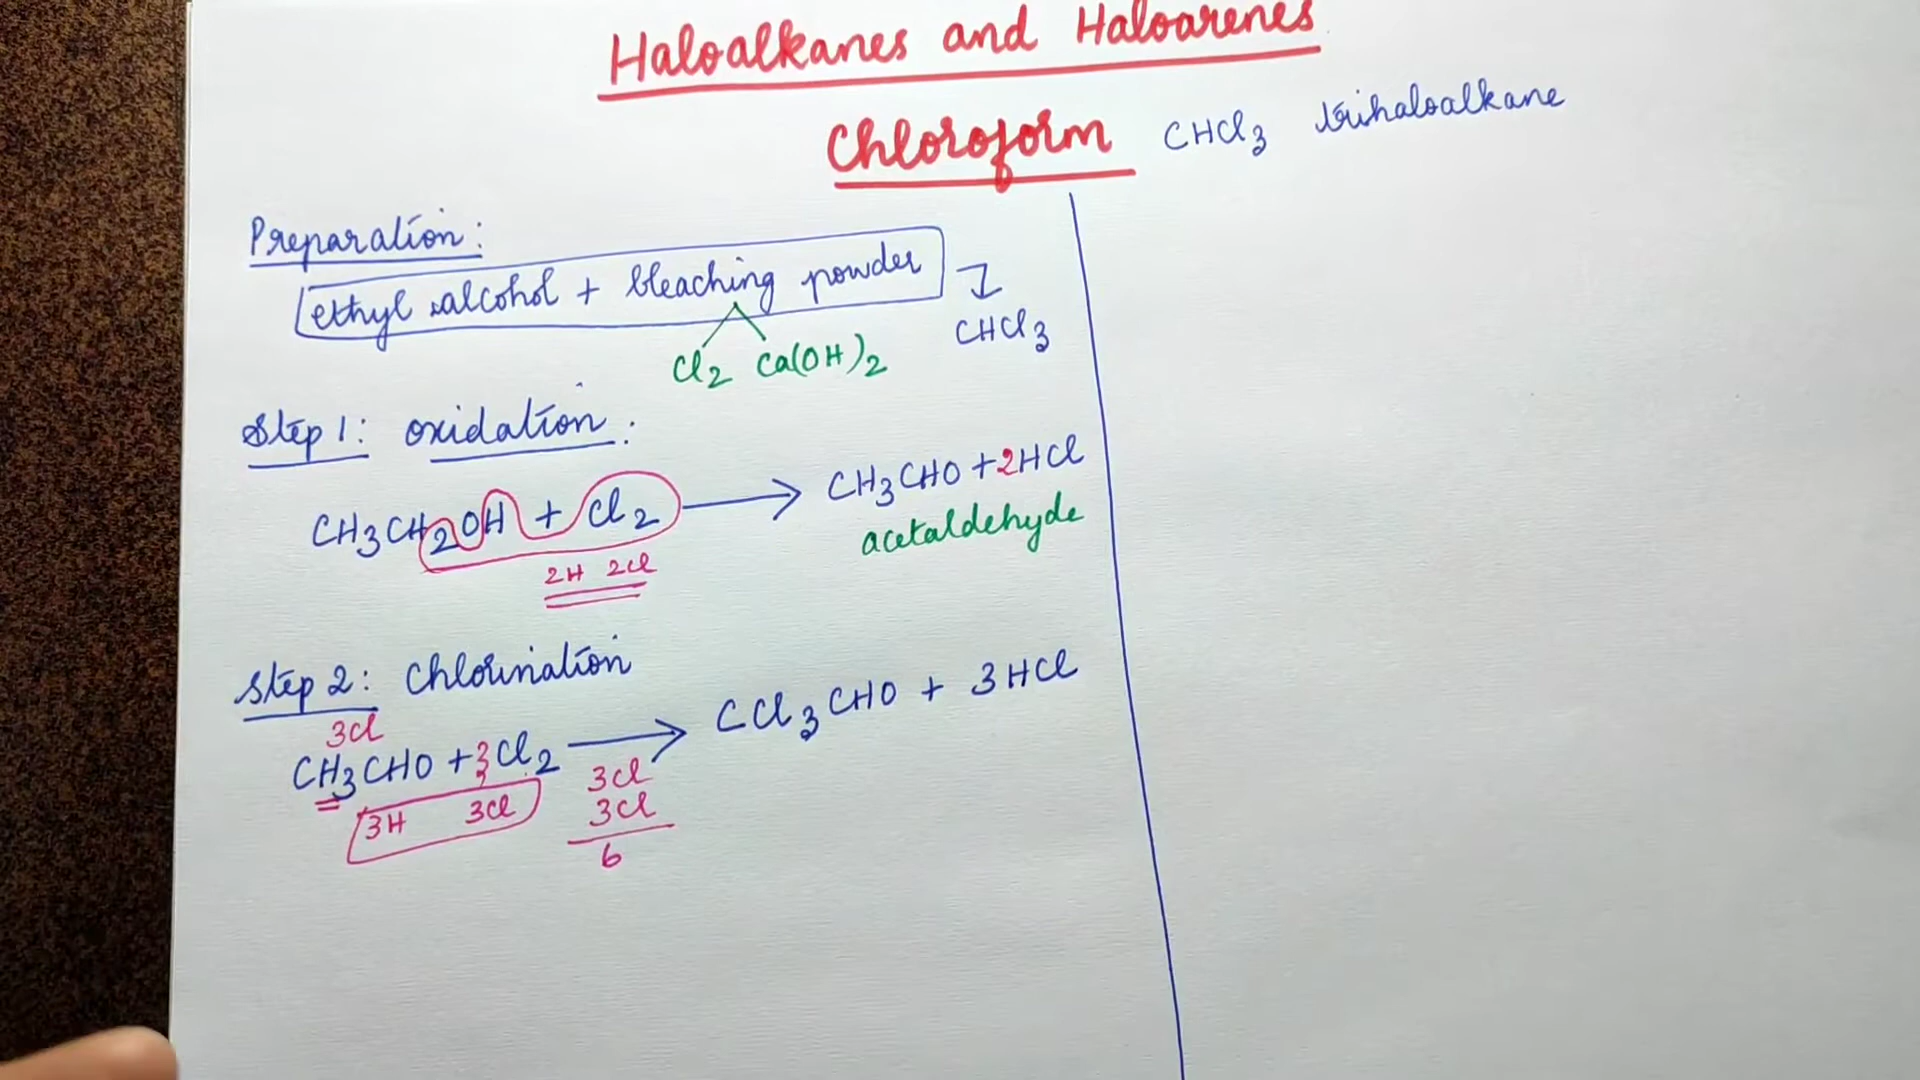 Haloalkanes and Haloarenes
Chloroform CHCl3 trihaloalkane
Preparation:
ethyl alcohol + bleaching powder
CHCl3
Cl2 Ca(OH)2
Step 1: oxidation:
CH3CH2OH + Cl2 → CH3CHO + 2HCl
acetaldehyde
2H 2Cl
Step 2: Chlorination
3Cl
CH3CHO + 3Cl2 → CCl3CHO + 3HCl
3H 3Cl
3Cl
3Cl
6